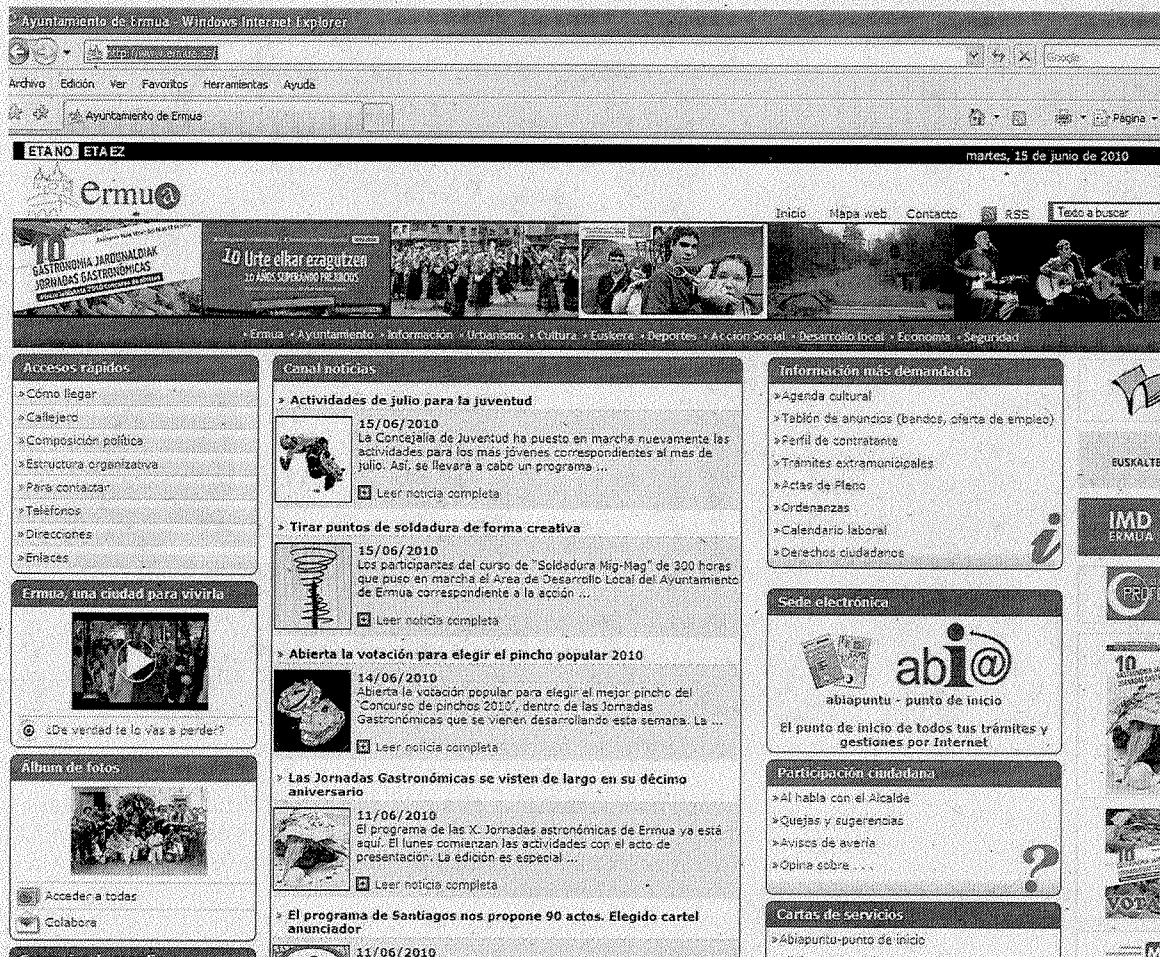 Ayuntamiento de Ermua - Windows Internet Explorer
http://www.ermua.es/
Google
Archivo Edición Ver Favoritos Herramientas Ayuda
Ayuntamiento de Ermua
Página
ETA NO ETA EZ
martes, 15 de junio de 2010
ermua
Inicio Mapa web Contacto RSS Texto a buscar
10
GASTRONOMIA JARDUNALDIAK
JORNADAS GASTRONÓMICAS
10 Urte elkar ezagutzen
10 AÑOS SUPERANDO PREJUICIOS
Ermua Ayuntamiento Información Urbanismo Cultura Euskera Deportes Acción Social Desarrollo local Economía Seguridad
Accesos rápidos
»Cómo llegar
»Callejero
»Composición política
»Estructura organizativa
»Para contactar
»Teléfonos
»Direcciones
»Enlaces
Ermua, una ciudad para vivirla
¿De verdad te lo vas a perder?
Álbum de fotos
Acceder a todas
Colabora
Canal noticias
» Actividades de julio para la juventud
15/06/2010
La Concejalía de Juventud ha puesto en marcha nuevamente las
actividades para los más jóvenes correspondientes al mes de
julio. Así, se llevará a cabo un programa ...
Leer noticia completa
» Tirar puntos de soldadura de forma creativa
15/06/2010
Los participantes del curso de "Soldadura Mig-Mag" de 300 horas
que puso en marcha el Area de Desarrollo Local del Ayuntamiento
de Ermua correspondiente a la acción ...
Leer noticia completa
» Abierta la votación para elegir el pincho popular 2010
14/06/2010
Abierta la votación popular para elegir el mejor pincho del
"Concurso de pinchos 2010", dentro de las Jornadas
Gastronómicas que se vienen desarrollando esta semana. La ...
Leer noticia completa
» Las Jornadas Gastronómicas se visten de largo en su décimo
aniversario
11/06/2010
El programa de las X. Jornadas astronómicas de Ermua ya está
aquí. El lunes comienzan las actividades con el acto de
presentación. La edición es especial ...
Leer noticia completa
» El programa de Santiagos nos propone 90 actos. Elegido cartel
anunciador
11/06/2010
Información más demandada
»Agenda cultural
»Tablón de anuncios (bandos, oferta de empleo)
»Perfil de contratante
»Trámites extramunicipales
»Actas de Pleno
»Ordenanzas
»Calendario laboral
»Derechos ciudadanos
i
Sede electrónica
abi@
abiapuntu - punto de inicio
El punto de inicio de todos tus trámites y
gestiones por Internet
Participación ciudadana
»Al habla con el Alcalde
»Quejas y sugerencias
»Avisos de avería
»Opina sobre . . .
?
Cartas de servicios
»Abiapuntu-punto de inicio
EUSKALTE
IMD
ERMUA
10
10
VOT